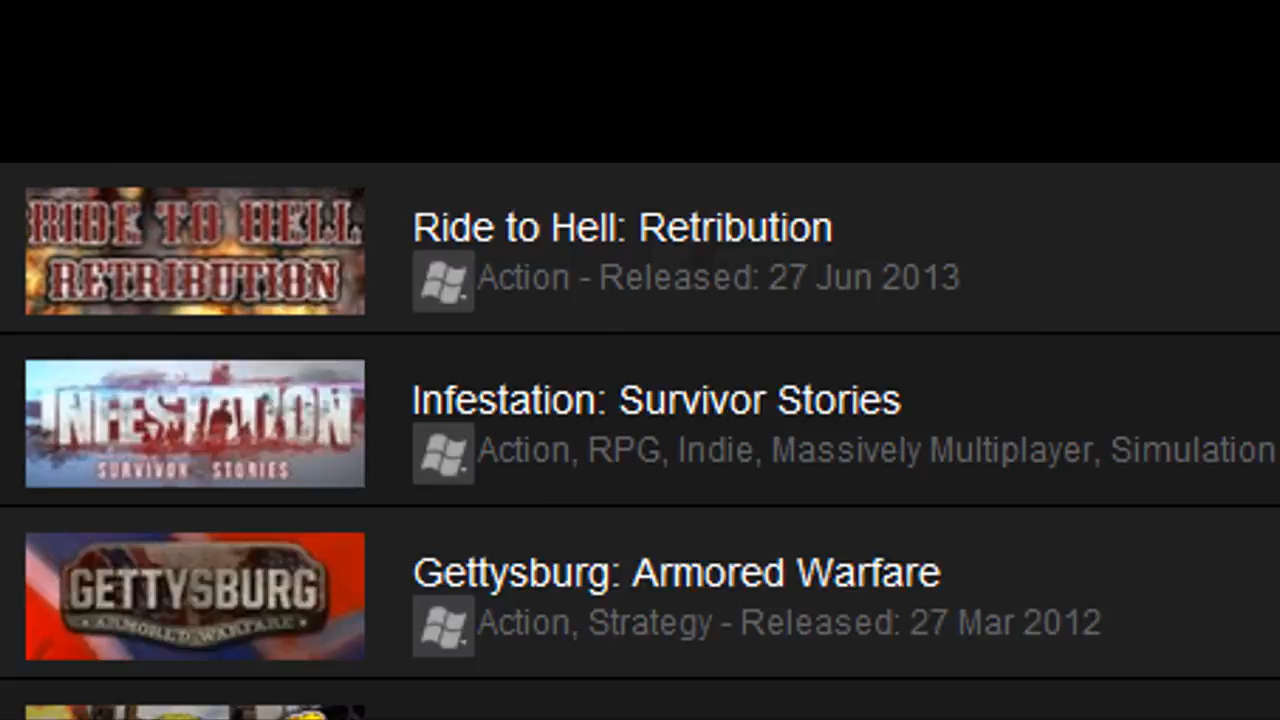 RIDE TO HELL
RETRIBUTION
Ride to Hell: Retribution
Action - Released: 27 Jun 2013
INFESTATION
SURVIVOR STORIES
Infestation: Survivor Stories
Action, RPG, Indie, Massively Multiplayer, Simulation
GETTYSBURG
ARMORED WARFARE
Gettysburg: Armored Warfare
Action, Strategy - Released: 27 Mar 2012